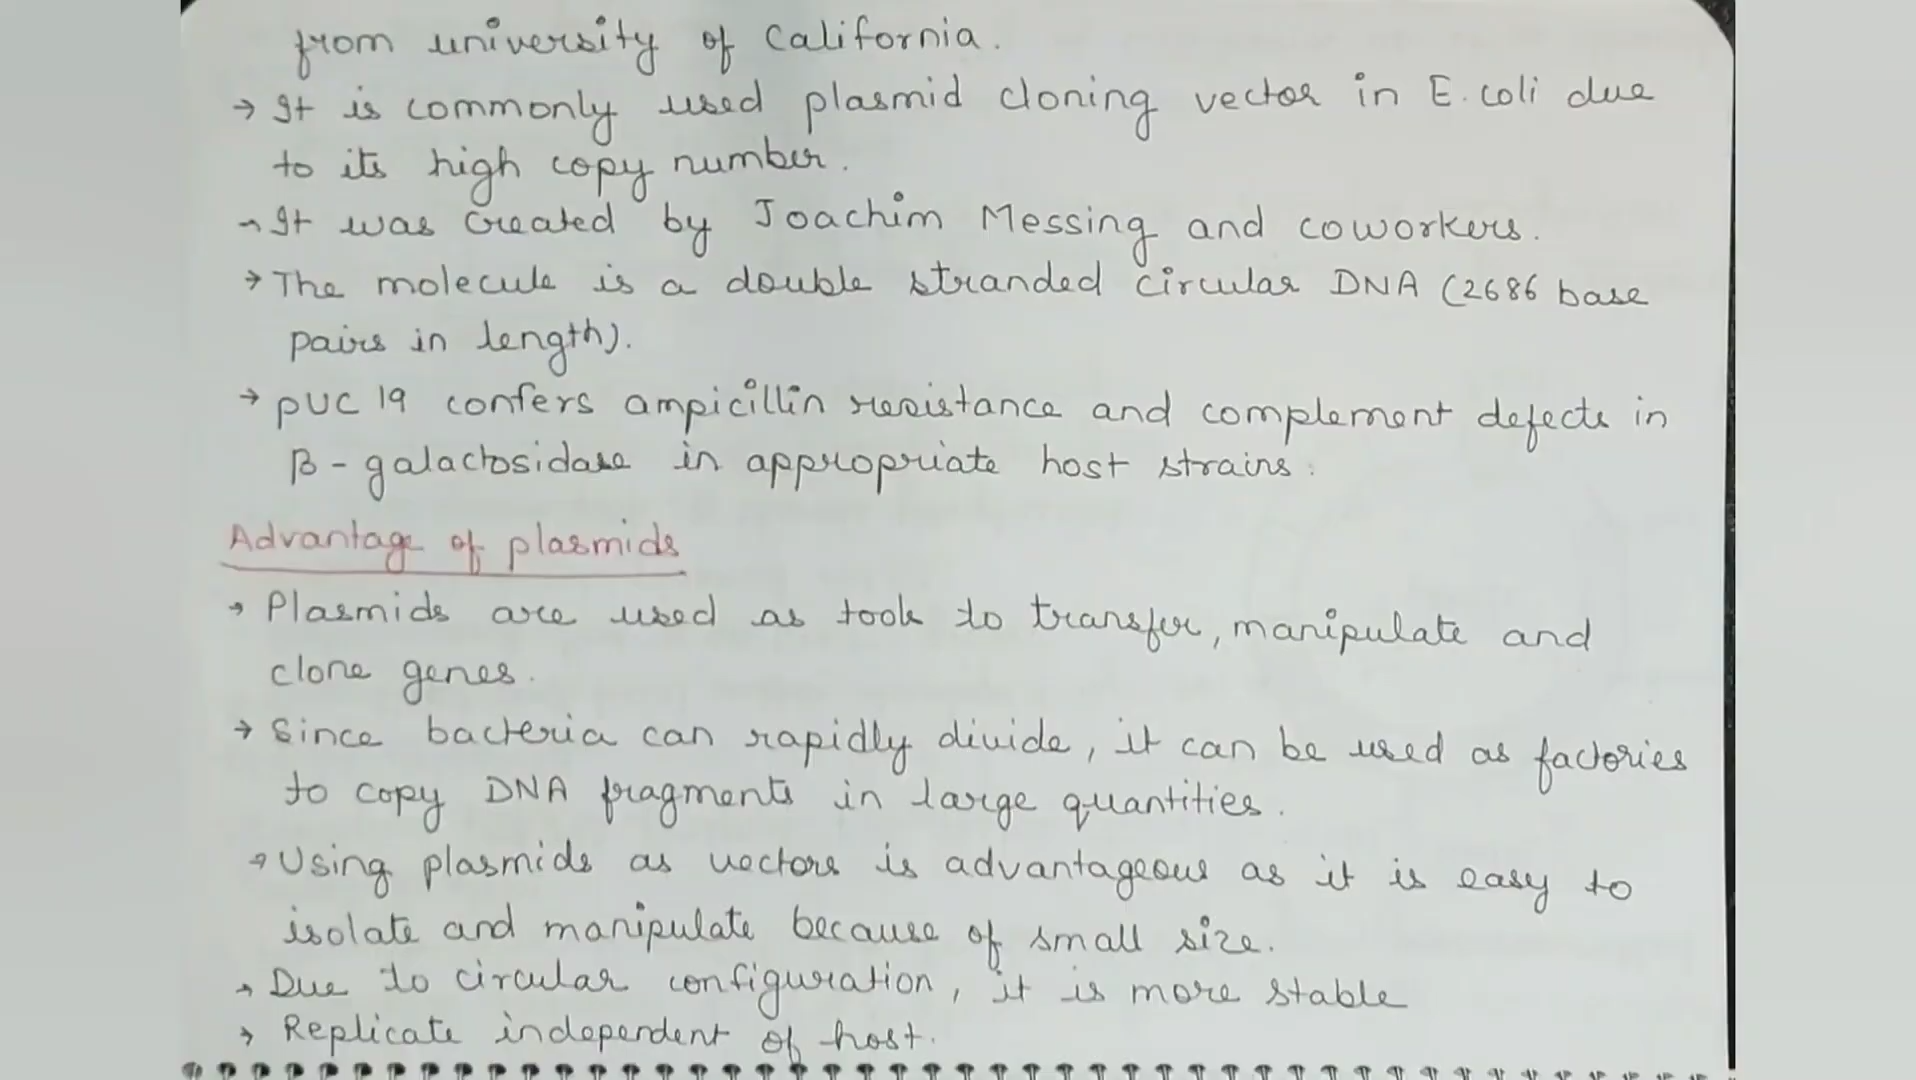 from university of California.
→ It is commonly used plasmid cloning vector in E.coli due
to its high copy number.
→ It was created by Joachim Messing and coworkers.
→ The molecule is a double stranded circular DNA (2686 base
pairs in length).
→ pUC 19 confers ampicillin resistance and complement defects in
β-galactosidase in appropriate host strains.
Advantage of plasmids
→ Plasmids are used as tools to transfer, manipulate and
clone genes.
→ Since bacteria can rapidly divide, it can be used as factories
to copy DNA fragments in large quantities.
→ Using plasmids as vectors is advantageous as it is easy to
isolate and manipulate because of small size.
→ Due to circular configuration, it is more stable
→ Replicate independent of host.